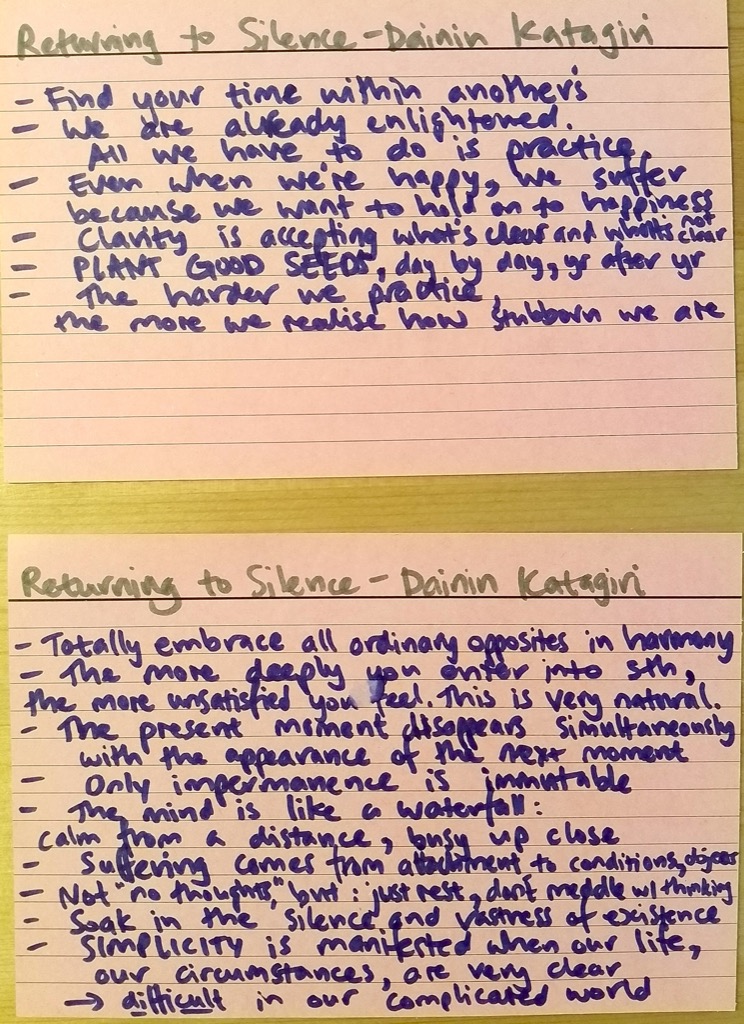 Returning to Silence - Dainin Katagiri
- Find your time within another's
- We are already enlightened.
All we have to do is practice.
- Even when we're happy, we suffer
because we want to hold on to happiness
- Clarity is accepting what's clear and what's not clear
- PLANT GOOD SEEDS, day by day, yr after yr
- The harder we practice,
the more we realise how stubborn we are
Returning to Silence - Dainin Katagiri
- Totally embrace all ordinary opposites in harmony
- The more deeply you enter into sth,
the more unsatisfied you feel. This is very natural.
- The present moment disappears simultaneously
with the appearance of the next moment
- Only impermanence is immutable
- The mind is like a waterfall:
calm from a distance, busy up close
- Suffering comes from attachment to conditions, objects
- Not "no thoughts," but: just rest, don't meddle w/ thinking
- Soak in the silence and vastness of existence
- SIMPLICITY is manifested when our life,
our circumstances, are very clear
→ difficult in our complicated world